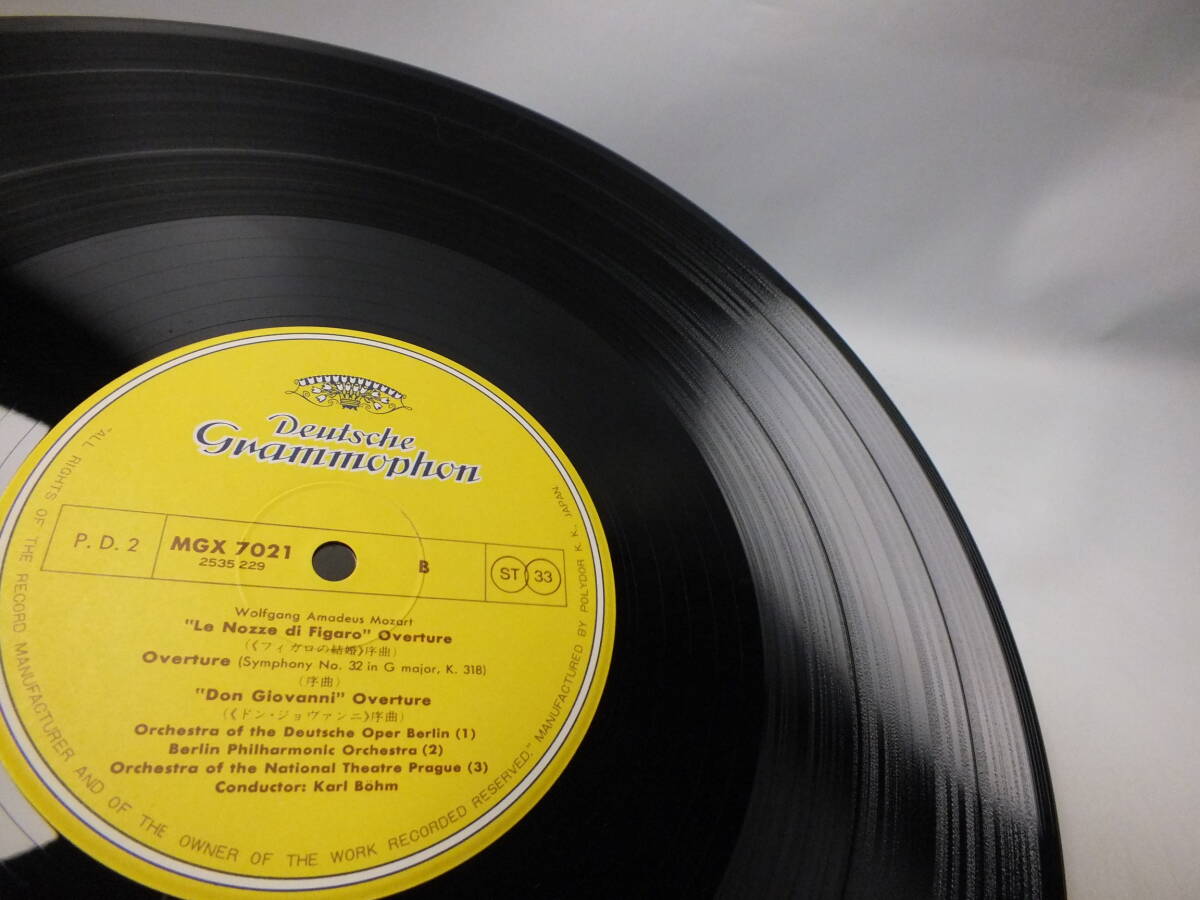 Deutsche
Grammophon
P. D. 2
MGX 7021
2535 229
B
ST 33
Wolfgang Amadeus Mozart
"Le Nozze di Figaro" Overture
(《フィガロの結婚》序曲)
Overture (Symphony No. 32 in G major, K. 318)
(序曲)
"Don Giovanni" Overture
(《ドン・ジョヴァンニ》序曲)
Orchestra of the Deutsche Oper Berlin (1)
Berlin Philharmonic Orchestra (2)
Orchestra of the National Theatre Prague (3)
Conductor: Karl Böhm
"ALL RIGHTS OF THE RECORD MANUFACTURER AND OF THE OWNER OF THE WORK RECORDED RESERVED." MANUFACTURED BY POLYDOR K. K. JAPAN.